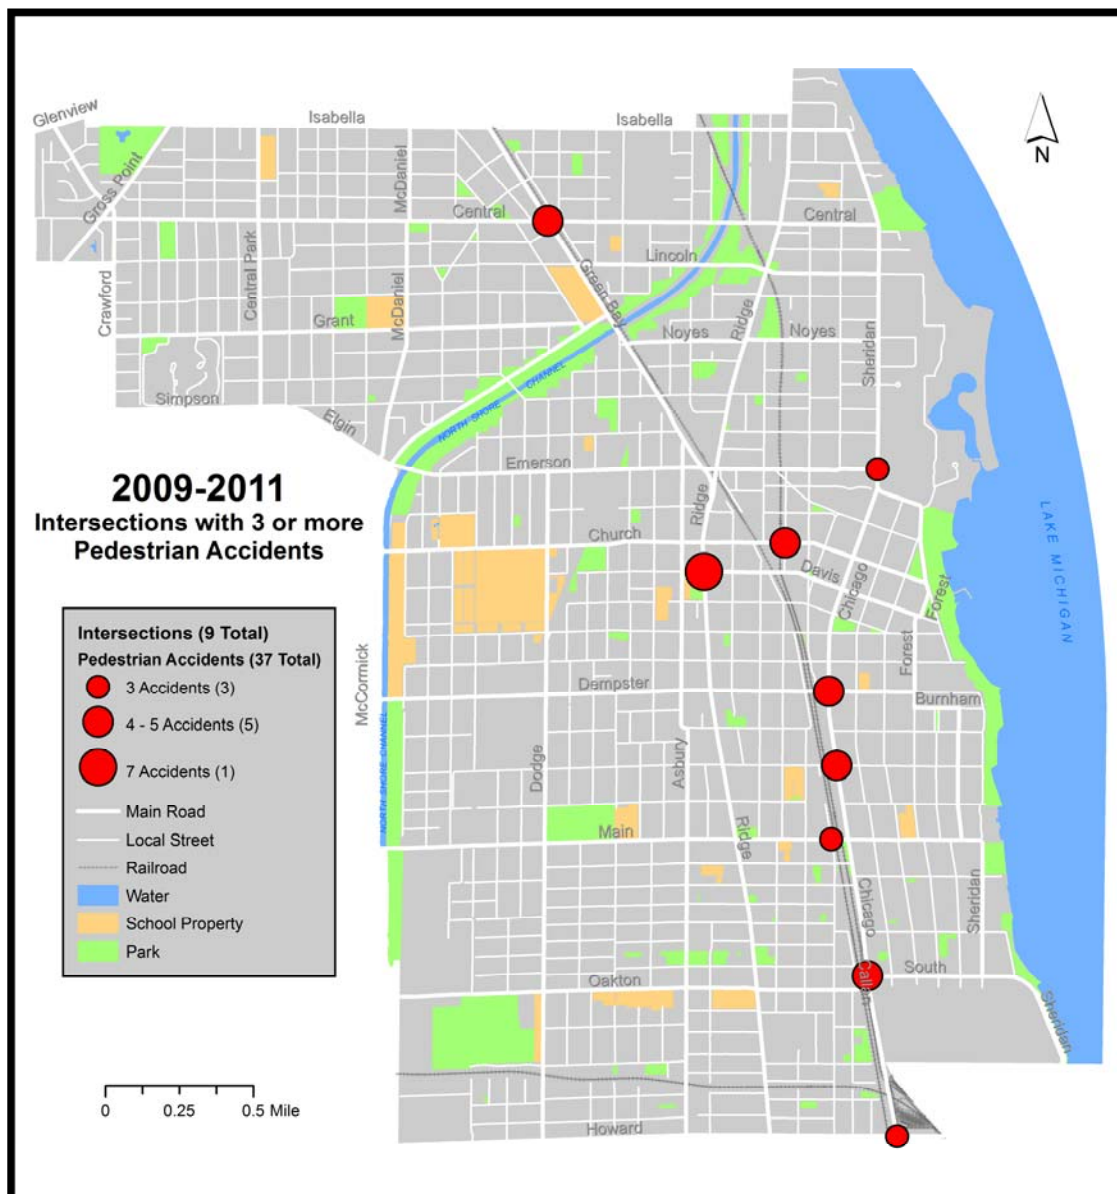 Glenview
Isabella
Isabella
N
Gross Point
McDaniel
Central
Central
Lincoln
Crawford
Central Park
Green Bay
McDaniel
Grant
Noyes
Ridge
Noyes
Sheridan
Simpson
NORTH SHORE CHANNEL
Elgin
Emerson
2009-2011
Intersections with 3 or more
Pedestrian Accidents
Ridge
Church
Davis
Chicago
Forest
LAKE MICHIGAN
Forest
McCormick
Dempster
Burnham
Intersections (9 Total)
Pedestrian Accidents (37 Total)
3 Accidents (3)
4 - 5 Accidents (5)
7 Accidents (1)
Main Road
Local Street
Railroad
Water
School Property
Park
NORTH SHORE CHANNEL
Dodge
Asbury
Main
Ridge
Chicago
Sheridan
Oakton
Callan
South
Sheridan
0 0.25 0.5 Mile
Howard